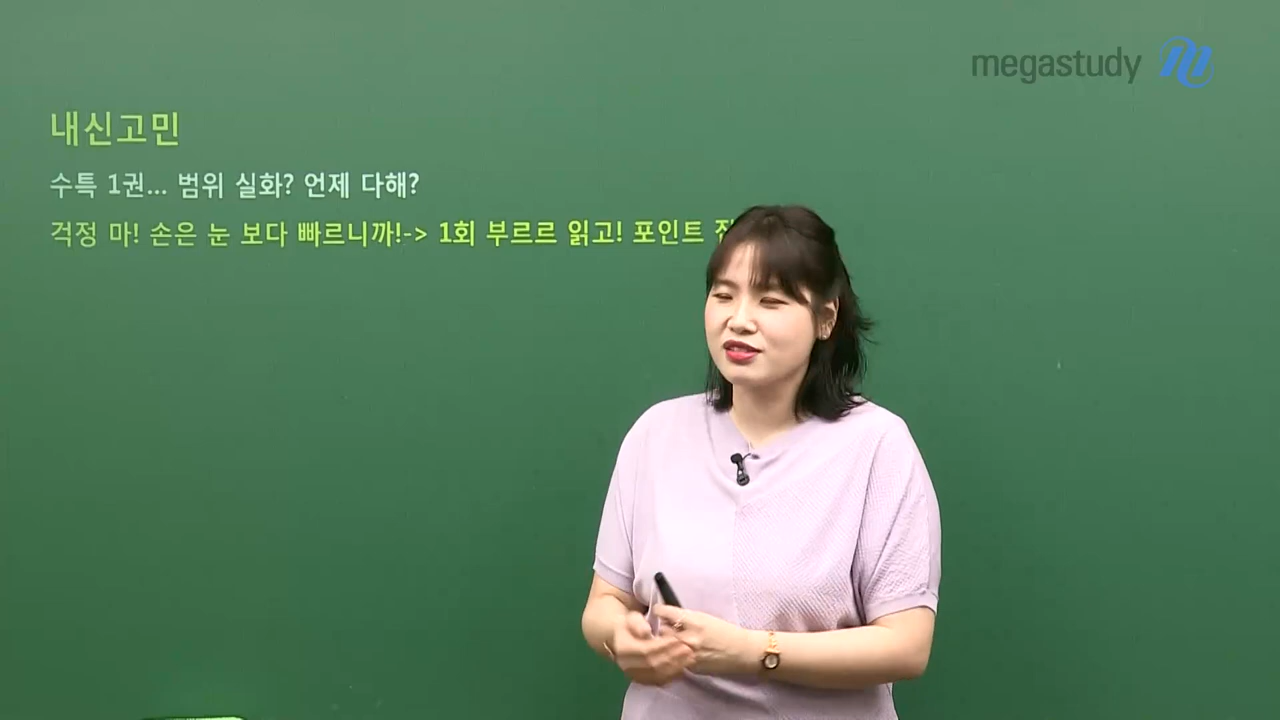 megastudy
내신고민
수특 1권... 범위 실화? 언제 다해?
걱정 마! 손은 눈 보다 빠르니까!-> 1회 부르르 읽고! 포인트